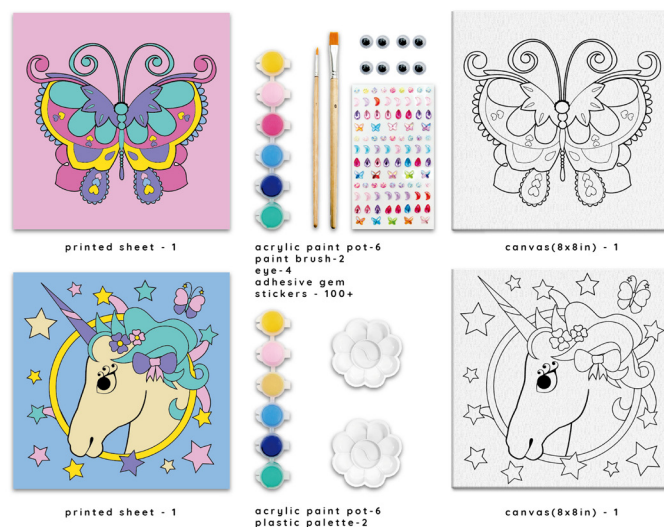 printed sheet - 1
acrylic paint pot-6
paint brush-2
eye-4
adhesive gem
stickers - 100+
canvas(8x8in) - 1
printed sheet - 1
acrylic paint pot-6
plastic palette-2
canvas(8x8in) - 1